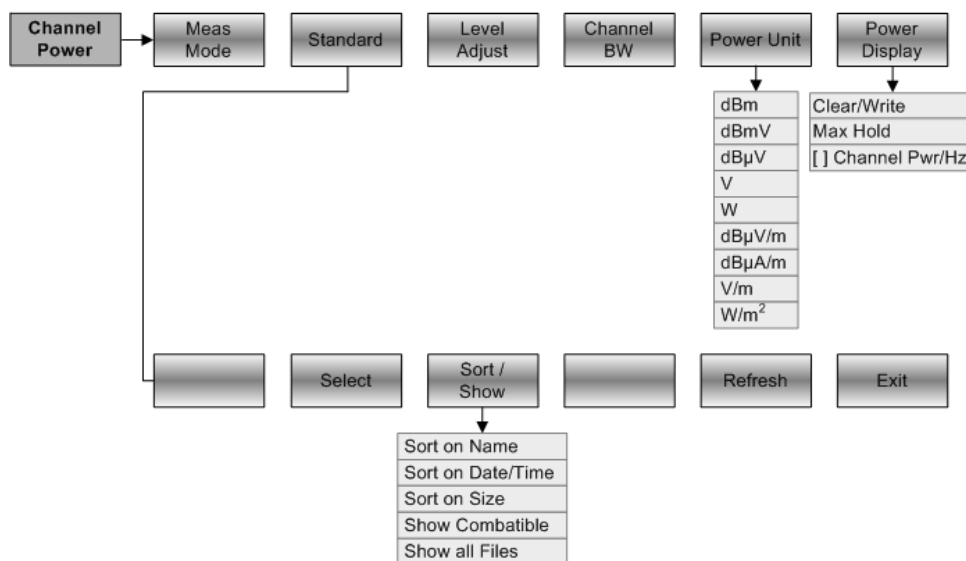 Channel
Power
Meas
Mode
Standard
Level
Adjust
Channel
BW
Power Unit
Power
Display
dBm
dBmV
dBµV
V
W
dBµV/m
dBµA/m
V/m
W/m²
Clear/Write
Max Hold
[ ] Channel Pwr/Hz
Select
Sort /
Show
Refresh
Exit
Sort on Name
Sort on Date/Time
Sort on Size
Show Combatible
Show all Files